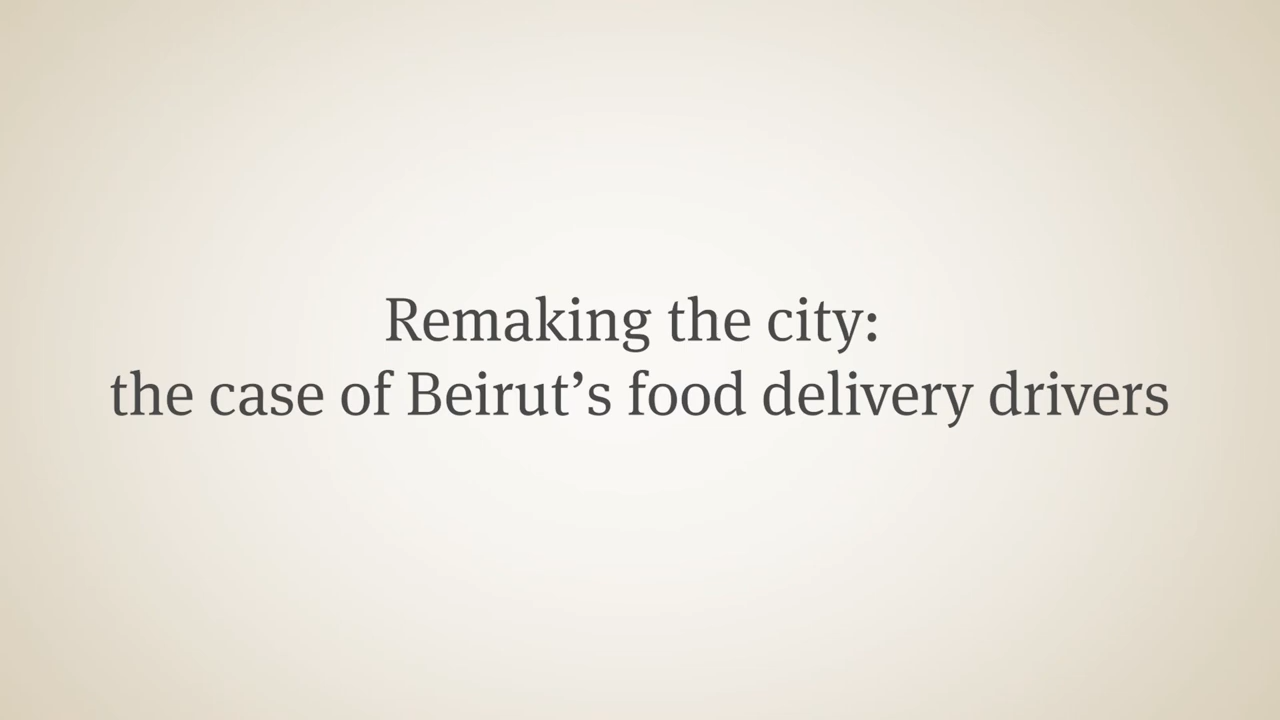 Remaking the city:
the case of Beirut’s food delivery drivers